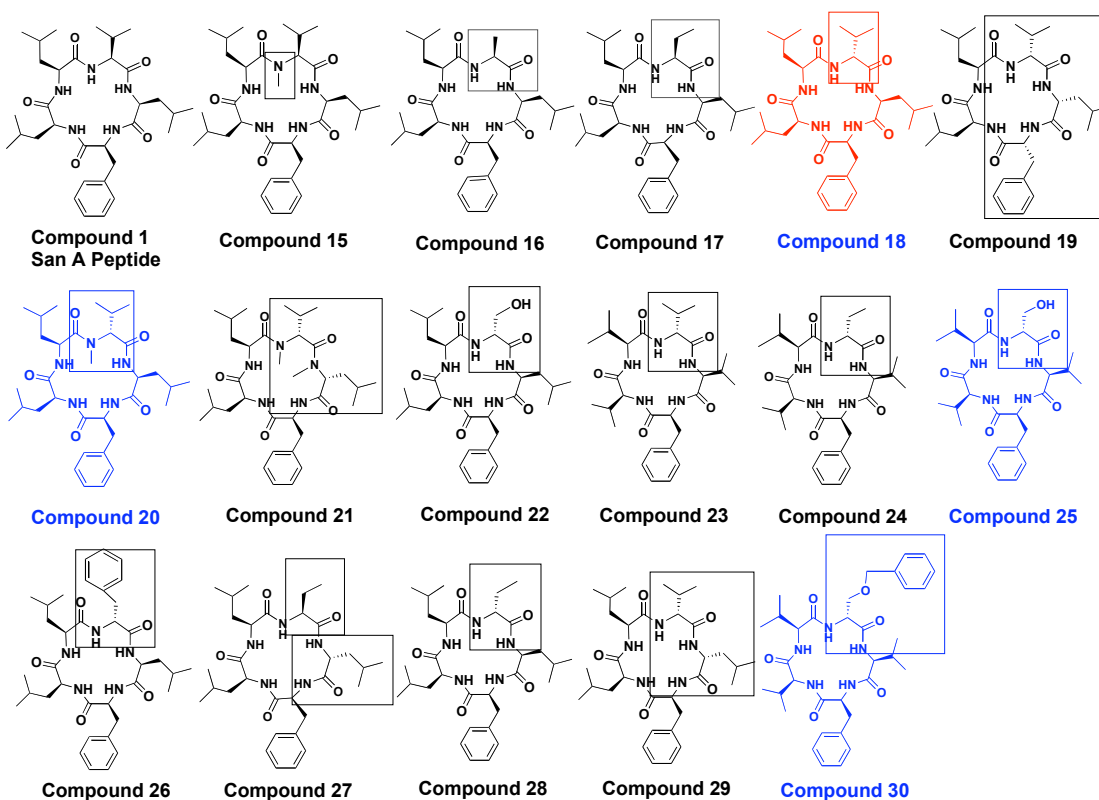 Compound 1
San A Peptide
Compound 15
Compound 16
Compound 17
Compound 18
Compound 19
Compound 20
Compound 21
Compound 22
Compound 23
Compound 24
Compound 25
Compound 26
Compound 27
Compound 28
Compound 29
Compound 30